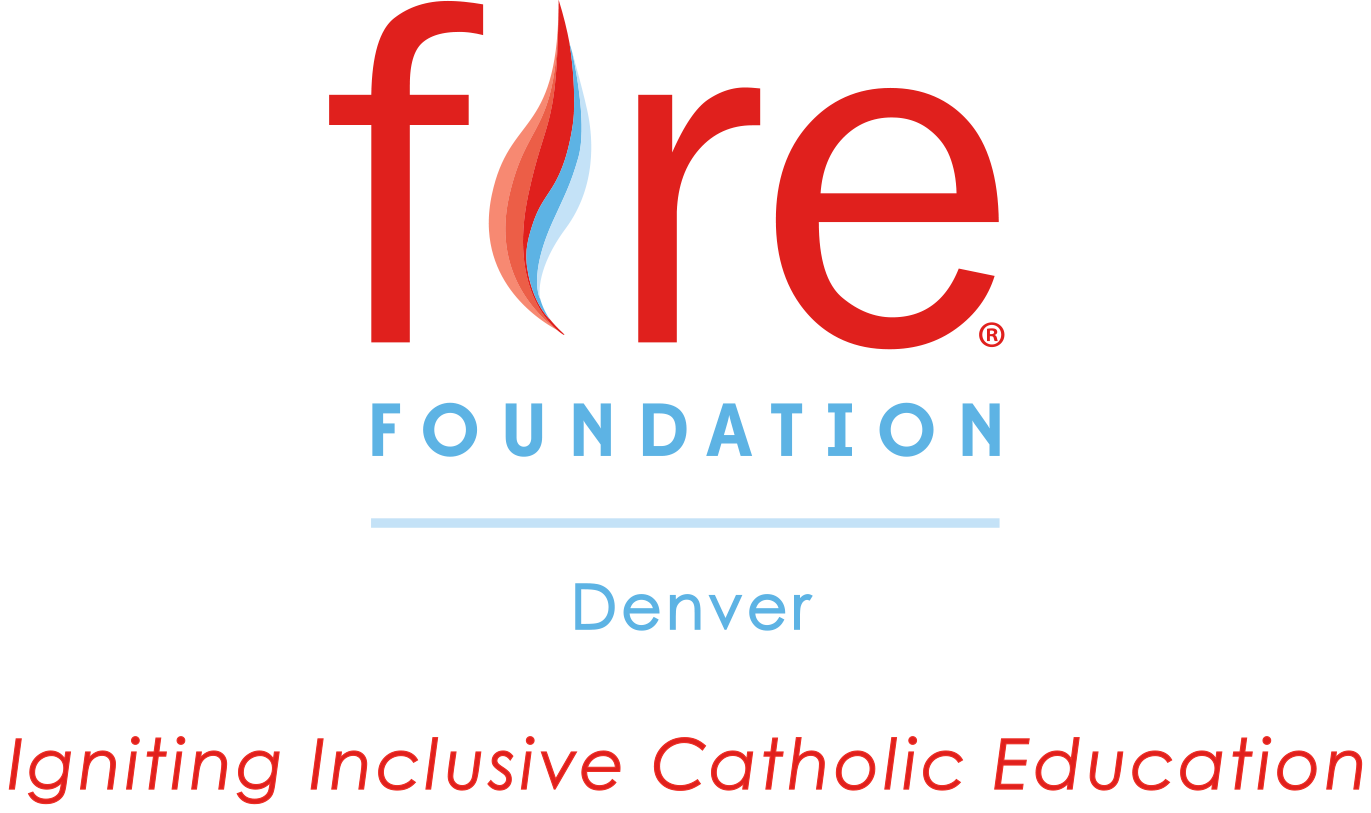 fire®
FOUNDATION
Denver
Igniting Inclusive Catholic Education